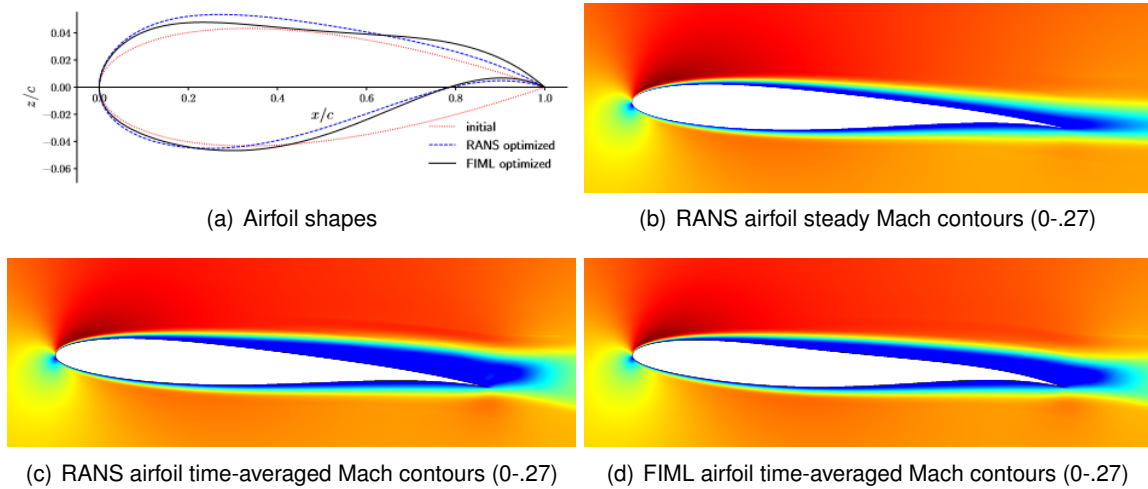 0.04
0.02
0.00
−0.02
−0.04
−0.06
z/c
0.0
0.2
0.4
0.6
0.8
1.0
x/c
initial
RANS optimized
FIML optimized
(a) Airfoil shapes
(b) RANS airfoil steady Mach contours (0-.27)
(c) RANS airfoil time-averaged Mach contours (0-.27)
(d) FIML airfoil time-averaged Mach contours (0-.27)